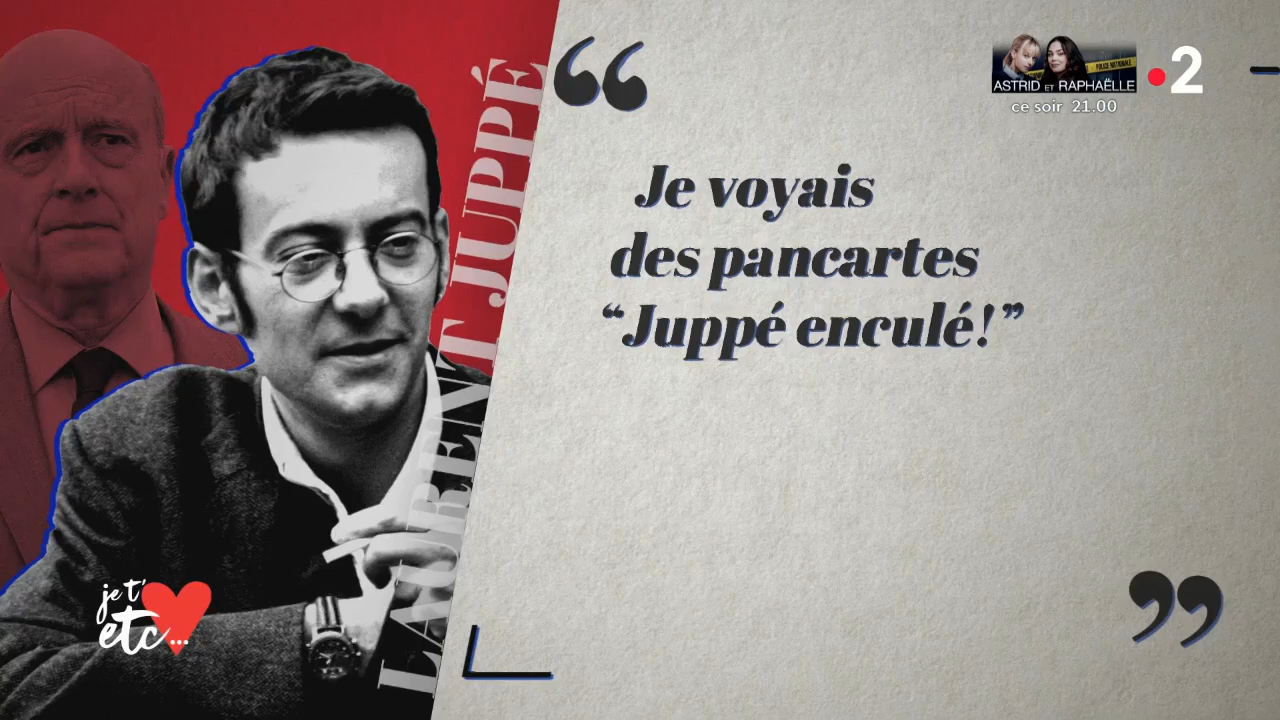 ASTRID ET RAPHAËLLE
ce soir 21.00
2
LAURENT JUPPÉ
“
Je voyais
des pancartes
“Juppé enculé!”
”
je t'
etc...